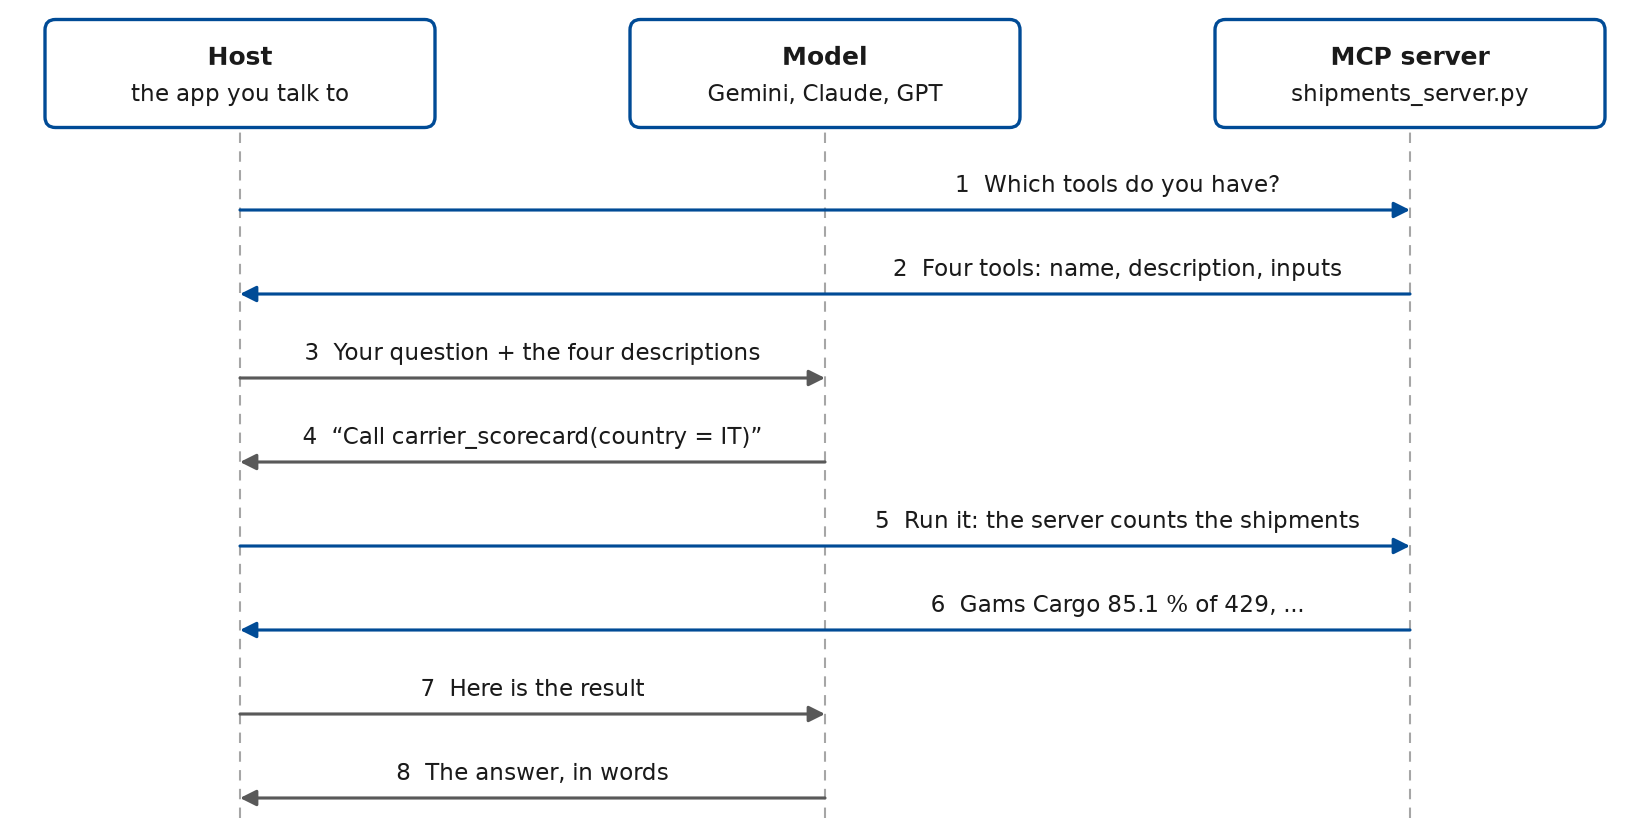 Host
the app you talk to
Model
Gemini, Claude, GPT
MCP server
shipments_server.py
1 Which tools do you have?
2 Four tools: name, description, inputs
3 Your question + the four descriptions
4 “Call carrier_scorecard(country = IT)”
5 Run it: the server counts the shipments
6 Gams Cargo 85.1 % of 429, ...
7 Here is the result
8 The answer, in words